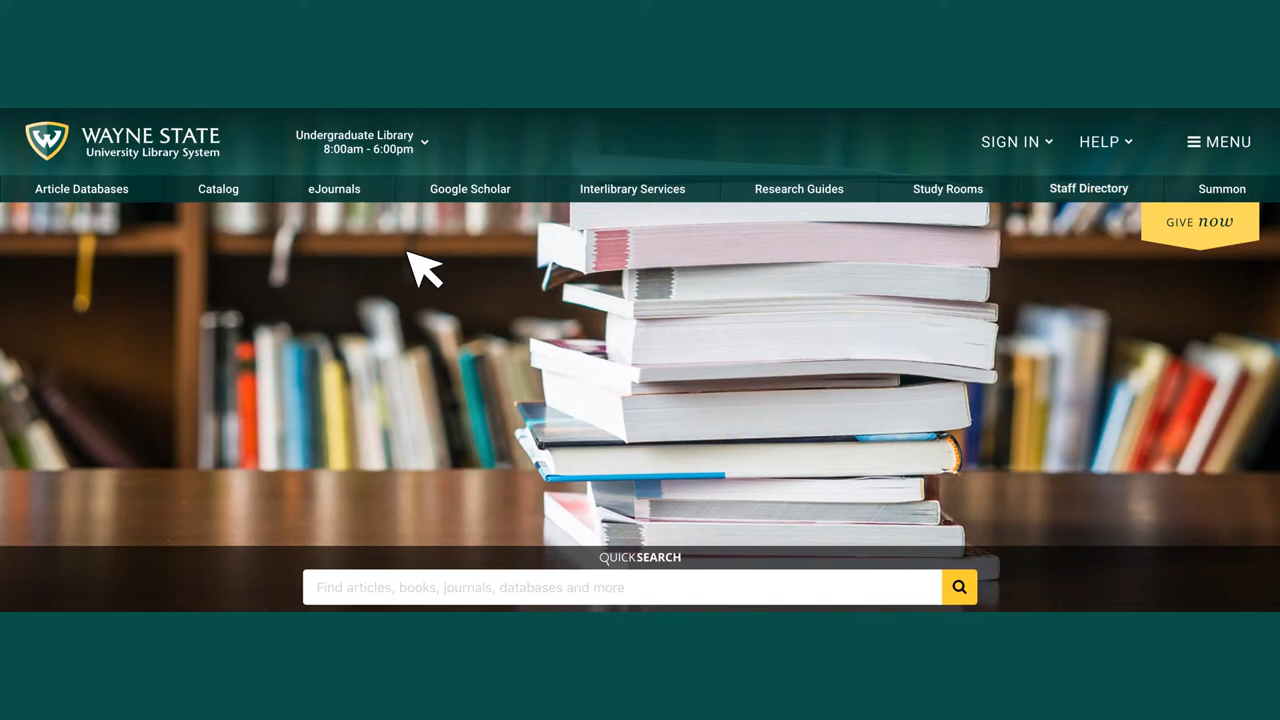 WAYNE STATE
University Library System
Undergraduate Library
8:00am - 6:00pm
SIGN IN
HELP
MENU
Article Databases
Catalog
eJournals
Google Scholar
Interlibrary Services
Research Guides
Study Rooms
Staff Directory
Summon
GIVE now
QUICKSEARCH
Find articles, books, journals, databases and more